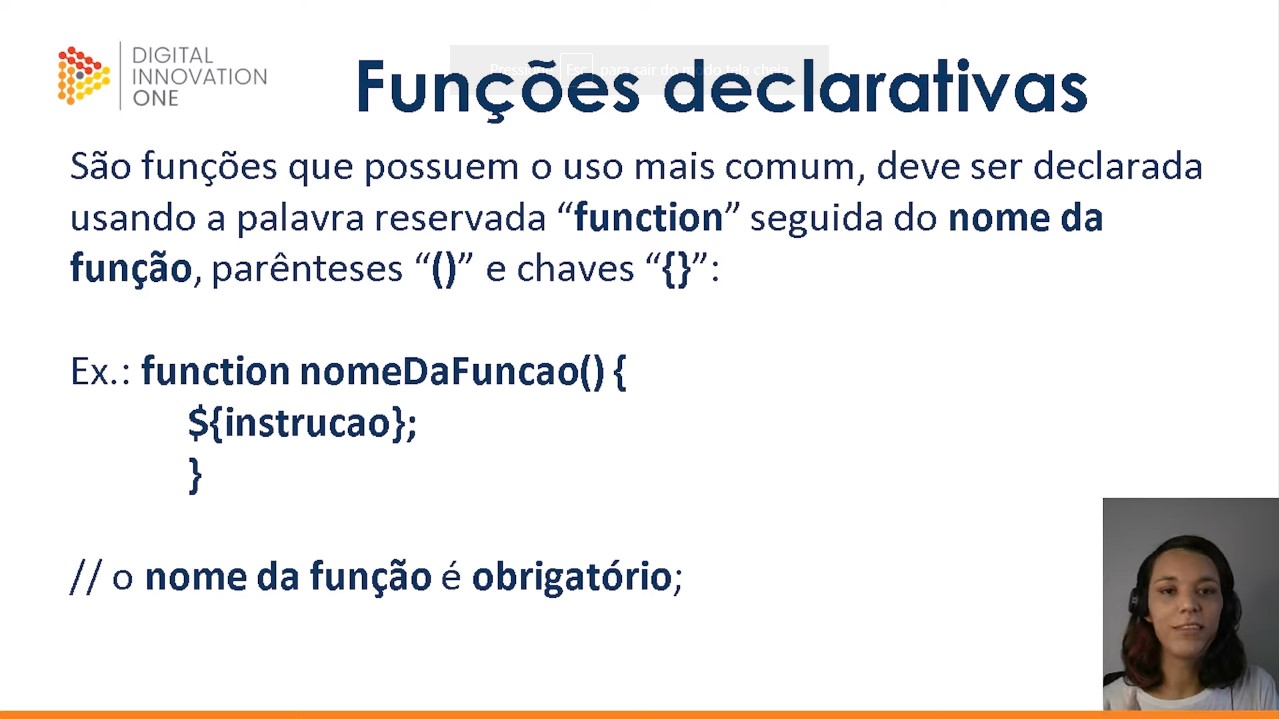 DIGITAL
INNOVATION
ONE
Pressione Esc para sair do modo tela cheia
Funções declarativas
São funções que possuem o uso mais comum, deve ser declarada
usando a palavra reservada “function” seguida do nome da
função, parênteses “()” e chaves “{}”:
Ex.: function nomeDaFuncao() {
${instrucao};
}
// o nome da função é obrigatório;